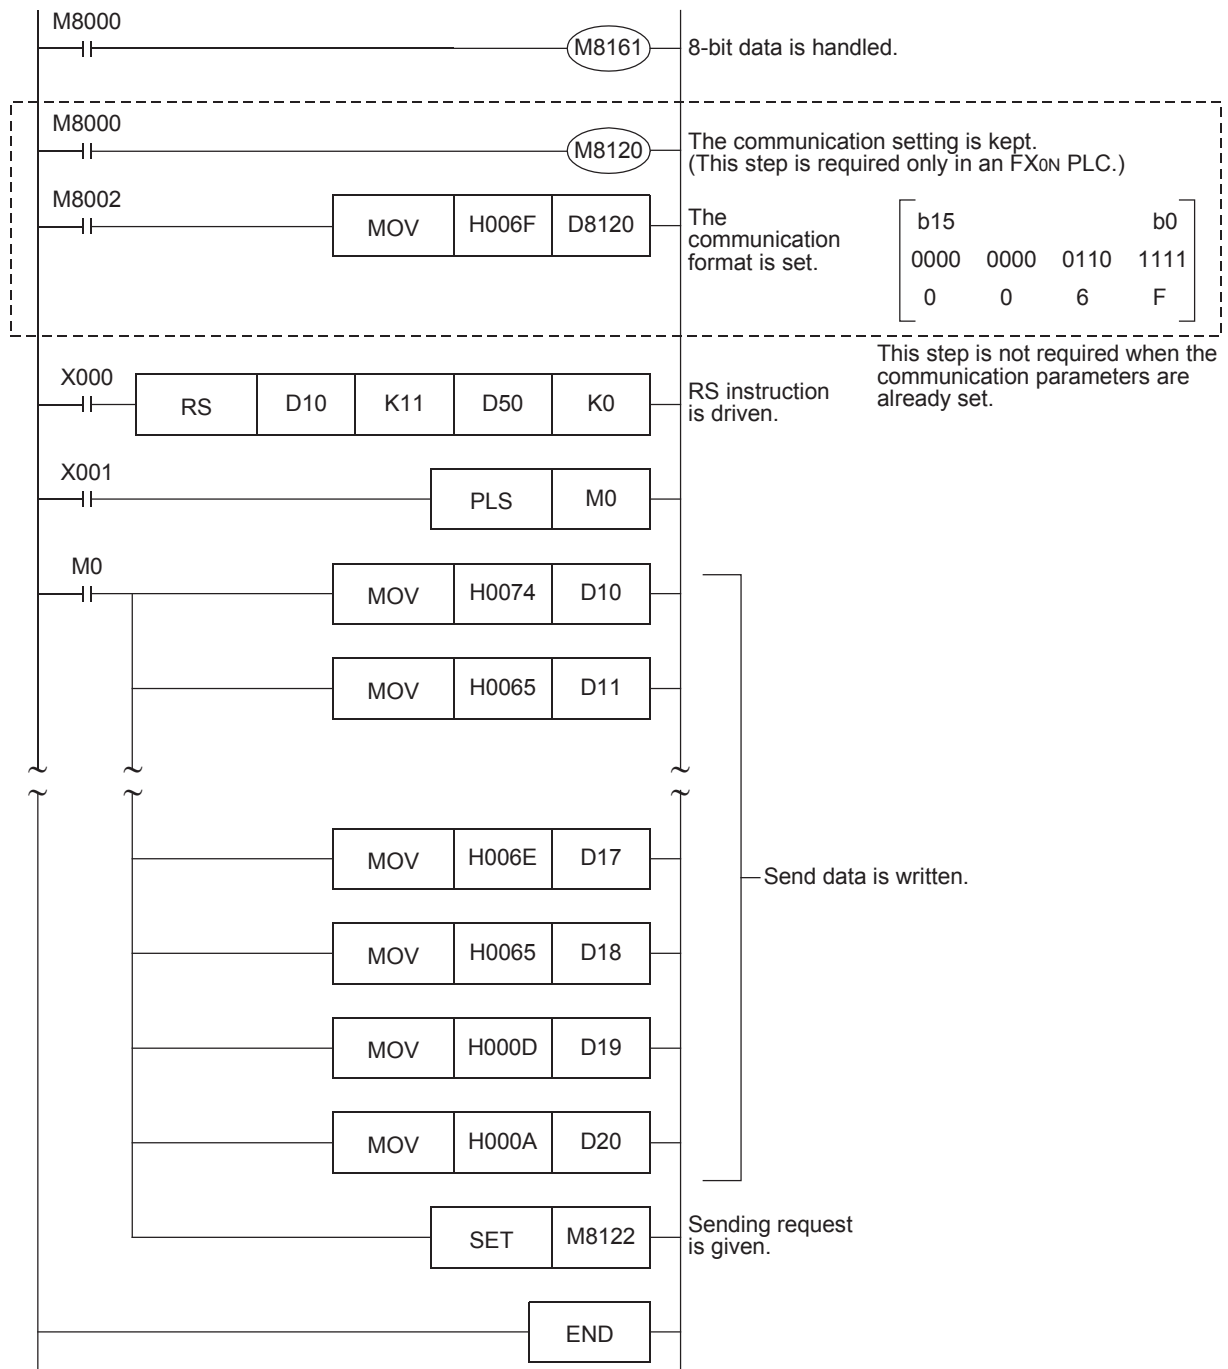 M8000
M8161
8-bit data is handled.
M8000
M8120
The communication setting is kept.
(This step is required only in an FX0N PLC.)
M8002
MOV H006F D8120
The
communication
format is set.
b15 b0
0000 0000 0110 1111
0 0 6 F
This step is not required when the
communication parameters are
already set.
X000
RS D10 K11 D50 K0
RS instruction
is driven.
X001
PLS M0
M0
MOV H0074 D10
MOV H0065 D11
MOV H006E D17
Send data is written.
MOV H0065 D18
MOV H000D D19
MOV H000A D20
SET M8122
Sending request
is given.
END